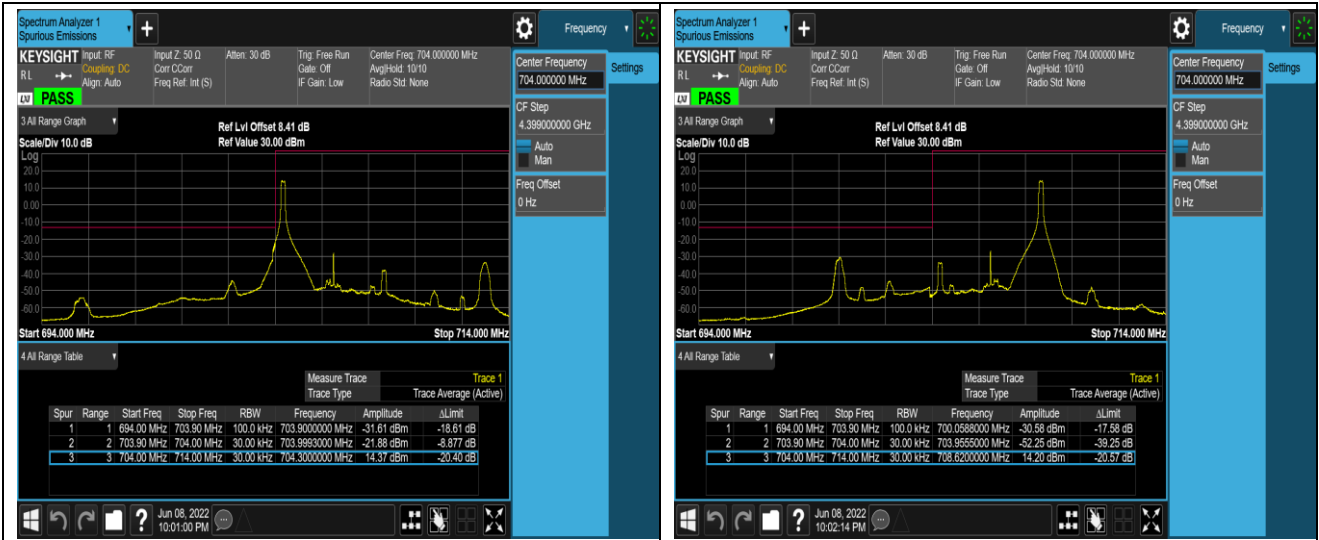 Spectrum Analyzer 1
Spurious Emissions
+
Frequency
KEYSIGHT Input: RF Input Z: 50 Ω Atten: 30 dB Trig: Free Run Center Freq: 704.000000 MHz
Coupling: DC Corr CCorr Gate: Off Avg|Hold: 10/10
RL Align: Auto Freq Ref: Int (S) IF Gain: Low Radio Std: None
LXI PASS
Center Frequency
704.000000 MHz
Settings
CF Step
4.399000000 GHz
Auto
Man
Freq Offset
0 Hz
3 All Range Graph
Ref Lvl Offset 8.41 dB
Scale/Div 10.0 dB Ref Value 30.00 dBm
Log
20.0
10.0
0.00
-10.0
-20.0
-30.0
-40.0
-50.0
-60.0
Start 694.000 MHz Stop 714.000 MHz
4 All Range Table
Measure Trace Trace 1
Trace Type Trace Average (Active)
Spur Range Start Freq Stop Freq RBW Frequency Amplitude ΔLimit
1 1 694.00 MHz 703.90 MHz 100.0 kHz 703.9000000 MHz -31.61 dBm -18.61 dB
2 2 703.90 MHz 704.00 MHz 30.00 kHz 703.9993000 MHz -21.88 dBm -8.877 dB
3 3 704.00 MHz 714.00 MHz 30.00 kHz 704.3000000 MHz 14.37 dBm -20.40 dB
? Jun 08, 2022
10:01:00 PM
Spectrum Analyzer 1
Spurious Emissions
+
Frequency
KEYSIGHT Input: RF Input Z: 50 Ω Atten: 30 dB Trig: Free Run Center Freq: 704.000000 MHz
Coupling: DC Corr CCorr Gate: Off Avg|Hold: 10/10
RL Align: Auto Freq Ref: Int (S) IF Gain: Low Radio Std: None
LXI PASS
Center Frequency
704.000000 MHz
Settings
CF Step
4.399000000 GHz
Auto
Man
Freq Offset
0 Hz
3 All Range Graph
Ref Lvl Offset 8.41 dB
Scale/Div 10.0 dB Ref Value 30.00 dBm
Log
20.0
10.0
0.00
-10.0
-20.0
-30.0
-40.0
-50.0
-60.0
Start 694.000 MHz Stop 714.000 MHz
4 All Range Table
Measure Trace Trace 1
Trace Type Trace Average (Active)
Spur Range Start Freq Stop Freq RBW Frequency Amplitude ΔLimit
1 1 694.00 MHz 703.90 MHz 100.0 kHz 700.0588000 MHz -30.58 dBm -17.58 dB
2 2 703.90 MHz 704.00 MHz 30.00 kHz 703.9555000 MHz -52.25 dBm -39.25 dB
3 3 704.00 MHz 714.00 MHz 30.00 kHz 708.6200000 MHz 14.20 dBm -20.57 dB
? Jun 08, 2022
10:02:14 PM